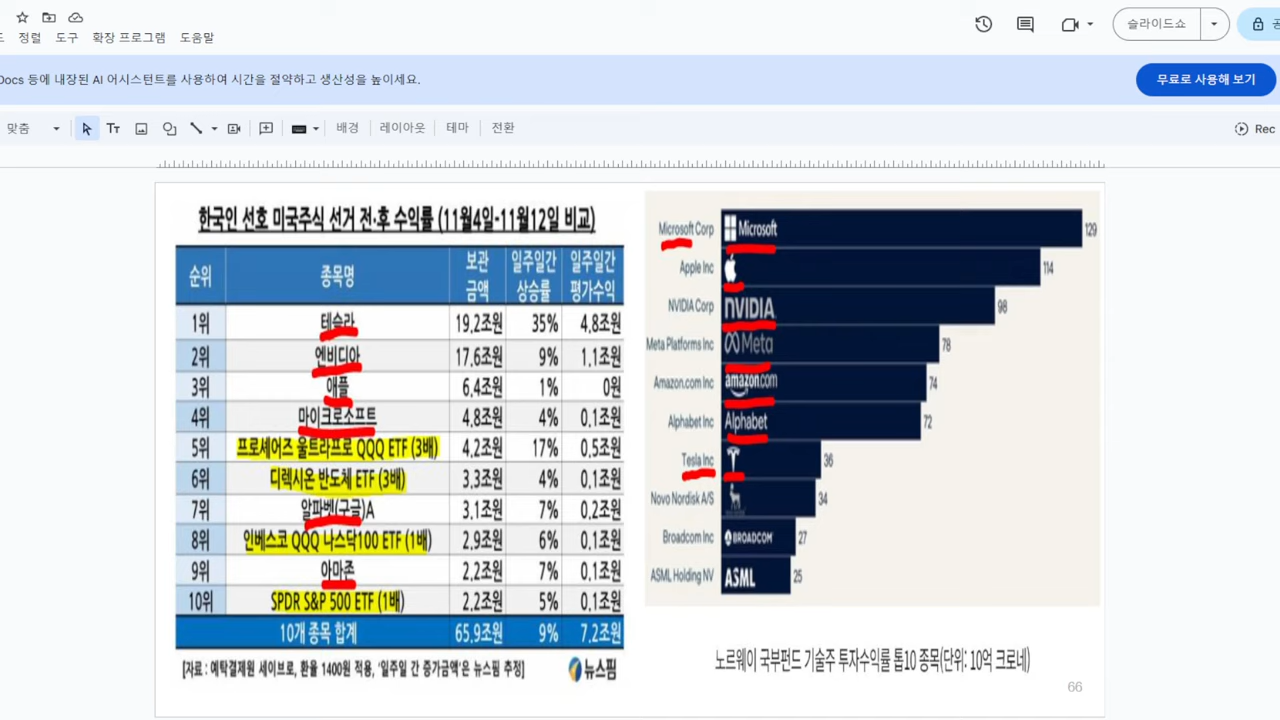 정렬 도구 확장 프로그램 도움말
슬라이드쇼
Docs 등에 내장된 AI 어시스턴트를 사용하여 시간을 절약하고 생산성을 높이세요.
무료로 사용해 보기
맞춤
배경 레이아웃 테마 전환
Rec
한국인 선호 미국주식 선거 전·후 수익률 (11월4일-11월12일 비교)
순위 종목명 보관금액 일주일간상승률 일주일간평가수익
1위 테슬라 19.2조원 35% 4.8조원
2위 엔비디아 17.6조원 9% 1.1조원
3위 애플 6.4조원 1% 0원
4위 마이크로소프트 4.8조원 4% 0.1조원
5위 프로셰어즈 울트라프로 QQQ ETF (3배) 4.2조원 17% 0.5조원
6위 디렉시온 반도체 ETF (3배) 3.3조원 4% 0.1조원
7위 알파벳(구글)A 3.1조원 7% 0.2조원
8위 인베스코 QQQ 나스닥100 ETF (1배) 2.9조원 6% 0.1조원
9위 아마존 2.2조원 7% 0.1조원
10위 SPDR S&P 500 ETF (1배) 2.2조원 5% 0.1조원
10개 종목 합계 65.9조원 9% 7.2조원
[자료 : 예탁결제원 세이브로, 환율 1400원 적용, '일주일 간 증가금액'은 뉴스핌 추정]
뉴스핌
Microsoft Corp Microsoft 129
Apple Inc 114
NVIDIA Corp NVIDIA 98
Meta Platforms Inc Meta 78
Amazon.com Inc amazon.com 74
Alphabet Inc Alphabet 72
Tesla Inc 36
Novo Nordisk A/S 34
Broadcom Inc BROADCOM 27
ASML Holding NV ASML 25
노르웨이 국부펀드 기술주 투자수익률 톱10 종목(단위: 10억 크로네)
66